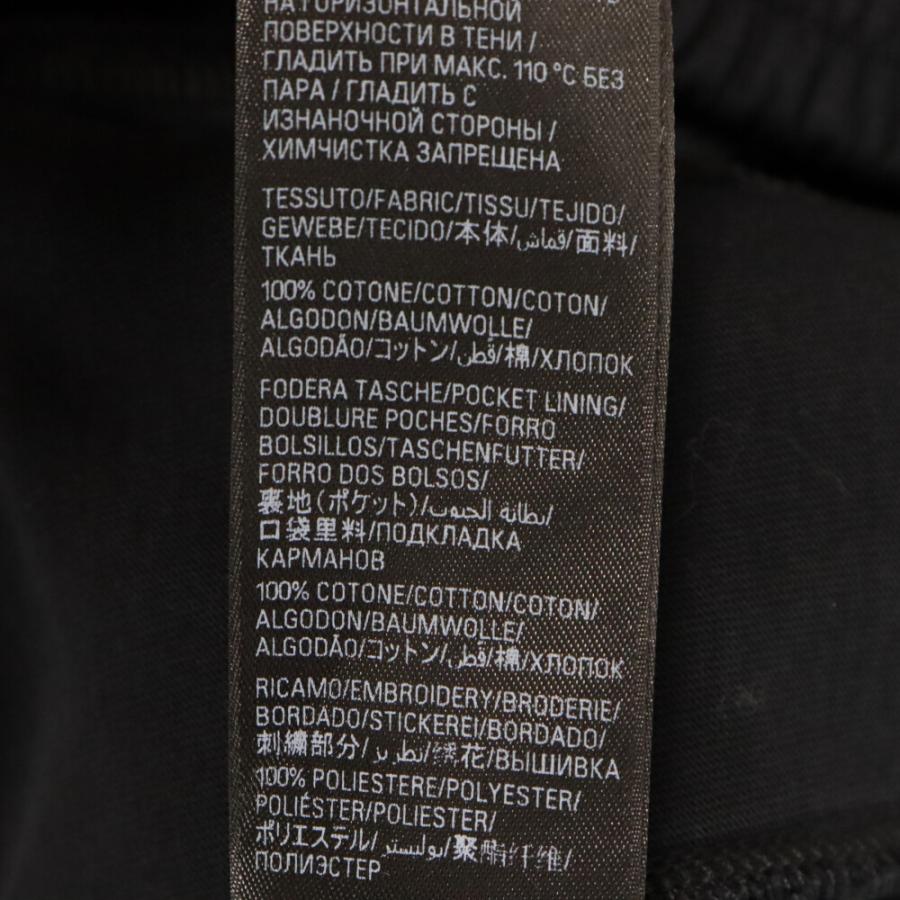 НА ГОРИЗОНТАЛЬНОЙ
ПОВЕРХНОСТИ В ТЕНИ /
ГЛАДИТЬ ПРИ МАКС. 110 °C БЕЗ
ПАРА / ГЛАДИТЬ С
ИЗНАНОЧНОЙ СТОРОНЫ /
ХИМЧИСТКА ЗАПРЕЩЕНА
TESSUTO/FABRIC/TISSU/TEJIDO/
GEWEBE/TECIDO/本体/قماش/面料/
ТКАНЬ
100% COTONE/COTTON/COTON/
ALGODON/BAUMWOLLE/
ALGODÃO/コットン/قطن/棉/ХЛОПОК
FODERA TASCHE/POCKET LINING/
DOUBLURE POCHES/FORRO
BOLSILLOS/TASCHENFUTTER/
FORRO DOS BOLSOS/
裏地(ポケット)/بطانة الجيوب/
口袋里料/ПОДКЛАДКА
КАРМАНОВ
100% COTONE/COTTON/COTON/
ALGODON/BAUMWOLLE/
ALGODÃO/コットン/قطن/棉/ХЛОПОК
RICAMO/EMBROIDERY/BRODERIE/
BORDADO/STICKEREI/BORDADO/
刺繍部分/تطريز/绣花/ВЫШИВКА
100% POLIESTERE/POLYESTER/
POLIÉSTER/POLIESTER/
ポリエステル/بوليستر/聚酯纤维/
ПОЛИЭСТЕР